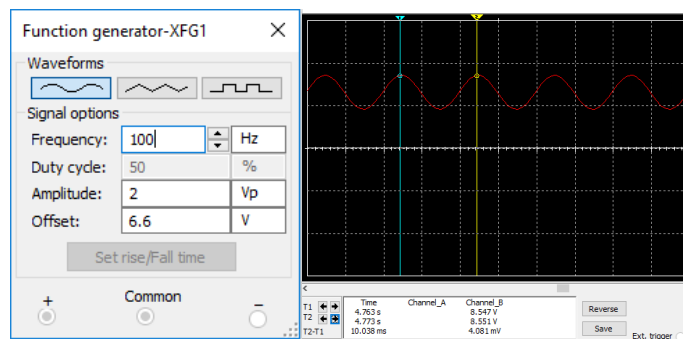 Function generator-XFG1
Waveforms
Signal options
Frequency: 100 Hz
Duty cycle: 50 %
Amplitude: 2 Vp
Offset: 6.6 V
Set rise/Fall time
+ Common −
1 2
T1
T2
T2-T1
Time Channel_A Channel_B
4.763 s 8.547 V
4.773 s 8.551 V
10.038 ms 4.081 mV
Reverse
Save
Ext. trigger